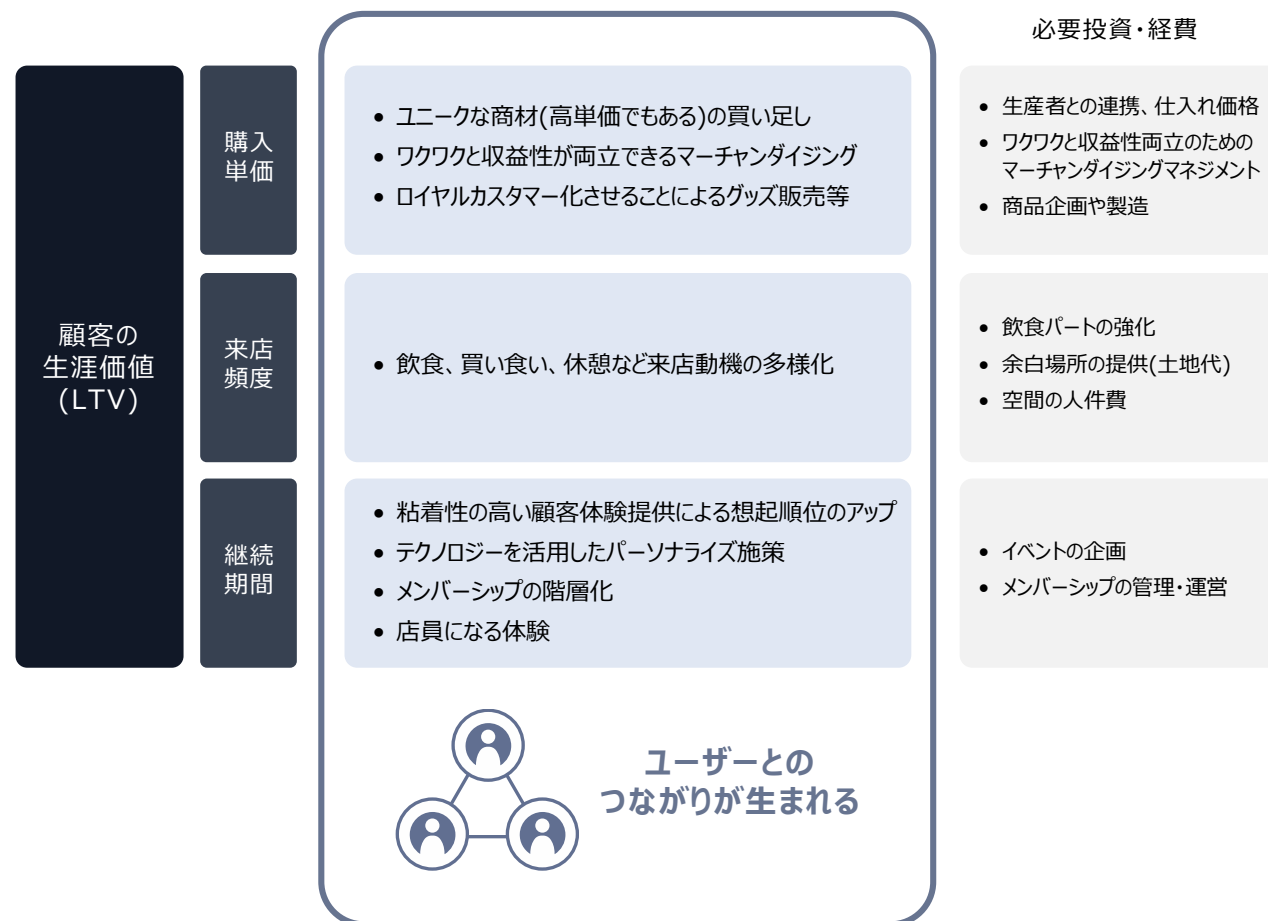 必要投資・経費
顧客の
生涯価値
(LTV)
購入
単価
• ユニークな商材(高単価でもある)の買い足し
• ワクワクと収益性が両立できるマーチャンダイジング
• ロイヤルカスタマー化させることによるグッズ販売等
• 生産者との連携、仕入れ価格
• ワクワクと収益性両立のための
マーチャンダイジングマネジメント
• 商品企画や製造
来店
頻度
• 飲食、買い食い、休憩など来店動機の多様化
• 飲食パートの強化
• 余白場所の提供(土地代)
• 空間の人件費
継続
期間
• 粘着性の高い顧客体験提供による想起順位のアップ
• テクノロジーを活用したパーソナライズ施策
• メンバーシップの階層化
• 店員になる体験
• イベントの企画
• メンバーシップの管理・運営
ユーザーとの
つながりが生まれる